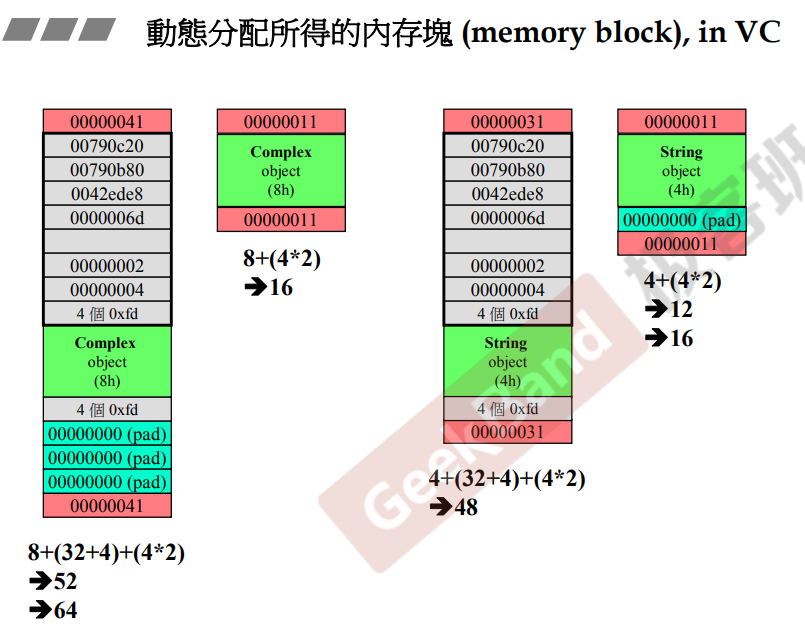 動態分配所得的內存塊 (memory block), in VC
00000041
00790c20
00790b80
0042ede8
0000006d
00000002
00000004
4 個 0xfd
Complex
object
(8h)
4 個 0xfd
00000000 (pad)
00000000 (pad)
00000000 (pad)
00000041
8+(32+4)+(4*2)
➔52
➔64
00000011
Complex
object
(8h)
00000011
8+(4*2)
➔16
00000031
00790c20
00790b80
0042ede8
0000006d
00000002
00000004
4 個 0xfd
String
object
(4h)
4 個 0xfd
00000031
4+(32+4)+(4*2)
➔48
00000011
String
object
(4h)
00000000 (pad)
00000011
4+(4*2)
➔12
➔16
GeekBand
极客班